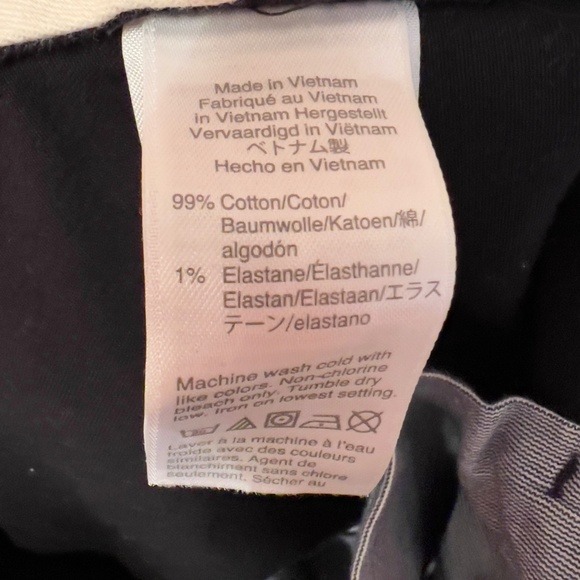 Made in Vietnam
Fabriqué au Vietnam
in Vietnam Hergestellt
Vervaardigd in Viëtnam
ベトナム製
Hecho en Vietnam
99% Cotton/Coton/
Baumwolle/Katoen/綿/
algodón
1% Elastane/Élasthanne/
Elastan/Elastaan/エラス
テーン/elastano
Machine wash cold with
like colors. Non-chlorine
bleach only. Tumble dry
low. Iron on lowest setting.
Laver à la machine à l'eau
froide avec des couleurs
similaires. Agent de
blanchimant sans chlore
seulement. Sécher au